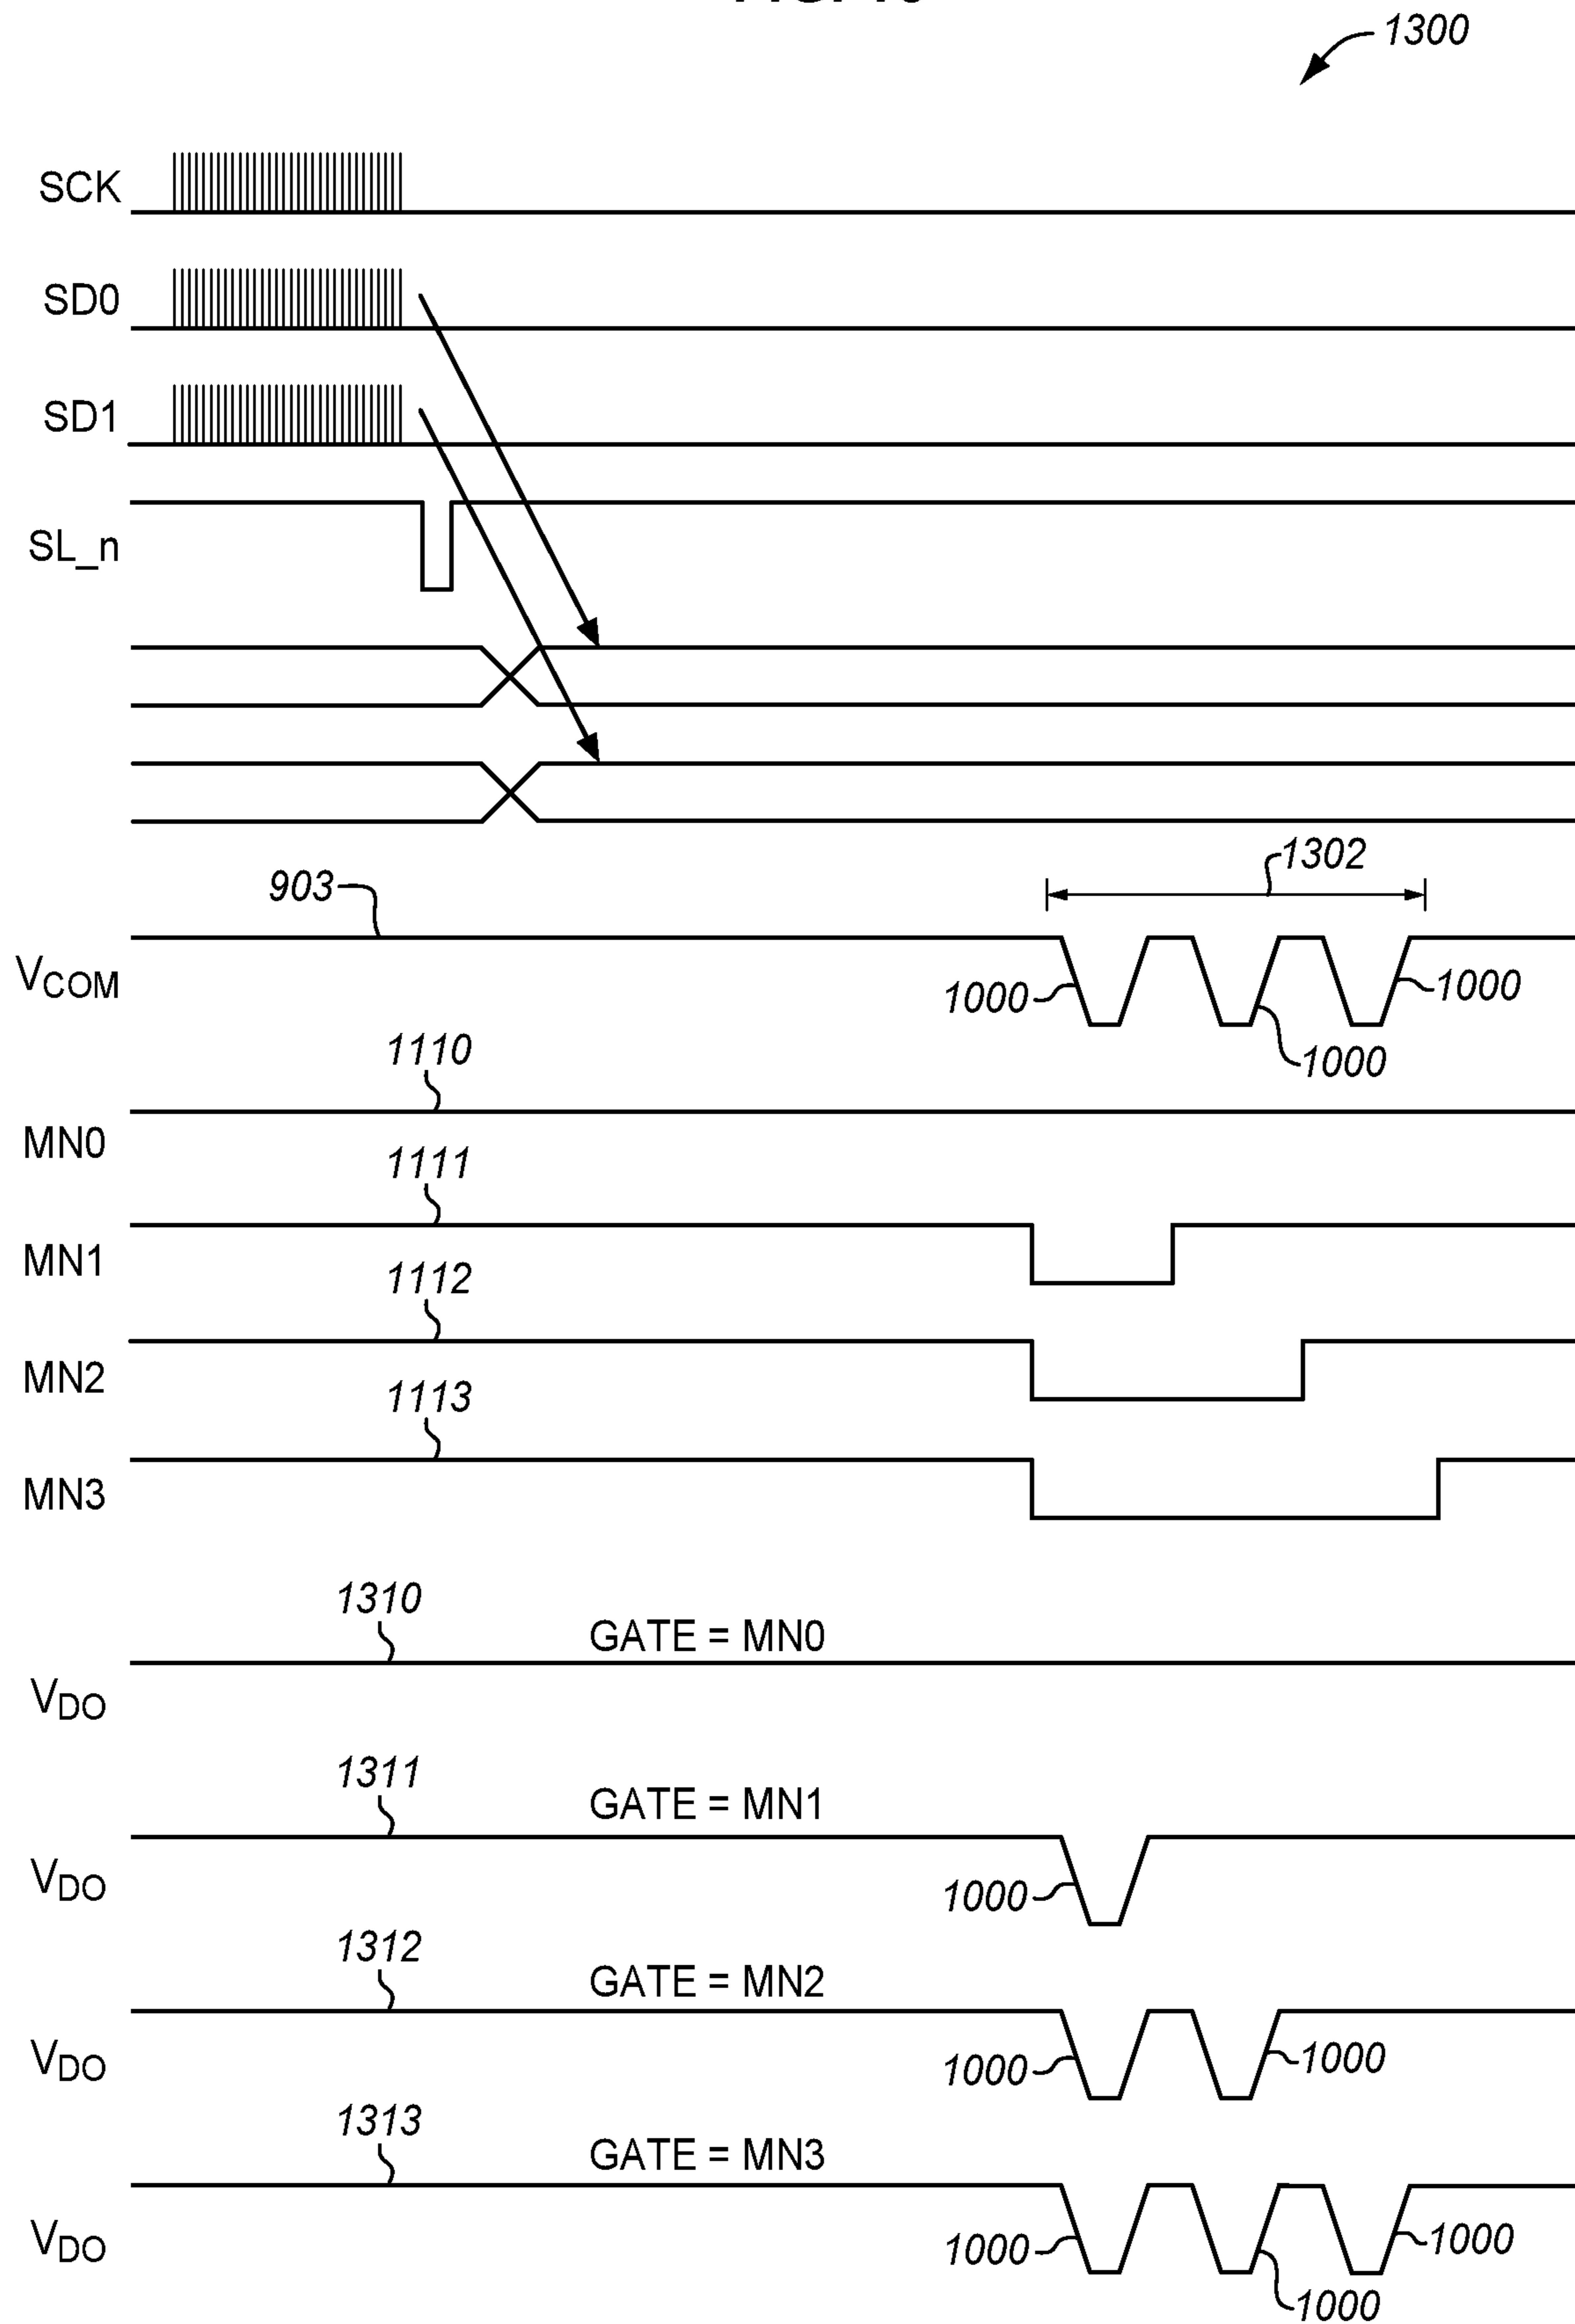 1300
SCK
SD0
SD1
SL_n
1302
903
VCOM
1000
1000
1000
1110
MN0
1111
MN1
1112
MN2
1113
MN3
1310
GATE = MN0
VDO
1311
GATE = MN1
VDO
1000
1312
GATE = MN2
VDO
1000
1000
1313
GATE = MN3
VDO
1000
1000
1000